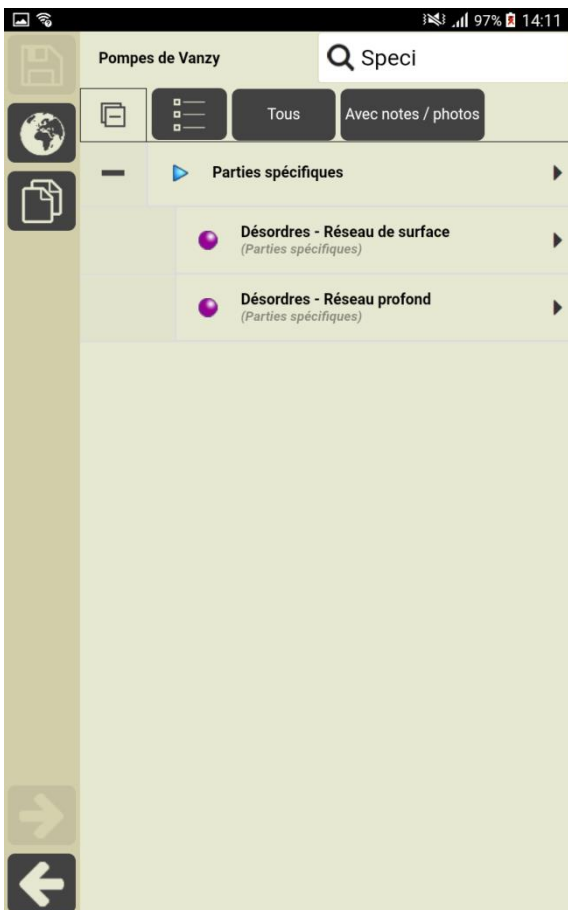 97% 14:11
Pompes de Vanzy
Speci
Tous
Avec notes / photos
Parties spécifiques
Désordres - Réseau de surface
(Parties spécifiques)
Désordres - Réseau profond
(Parties spécifiques)